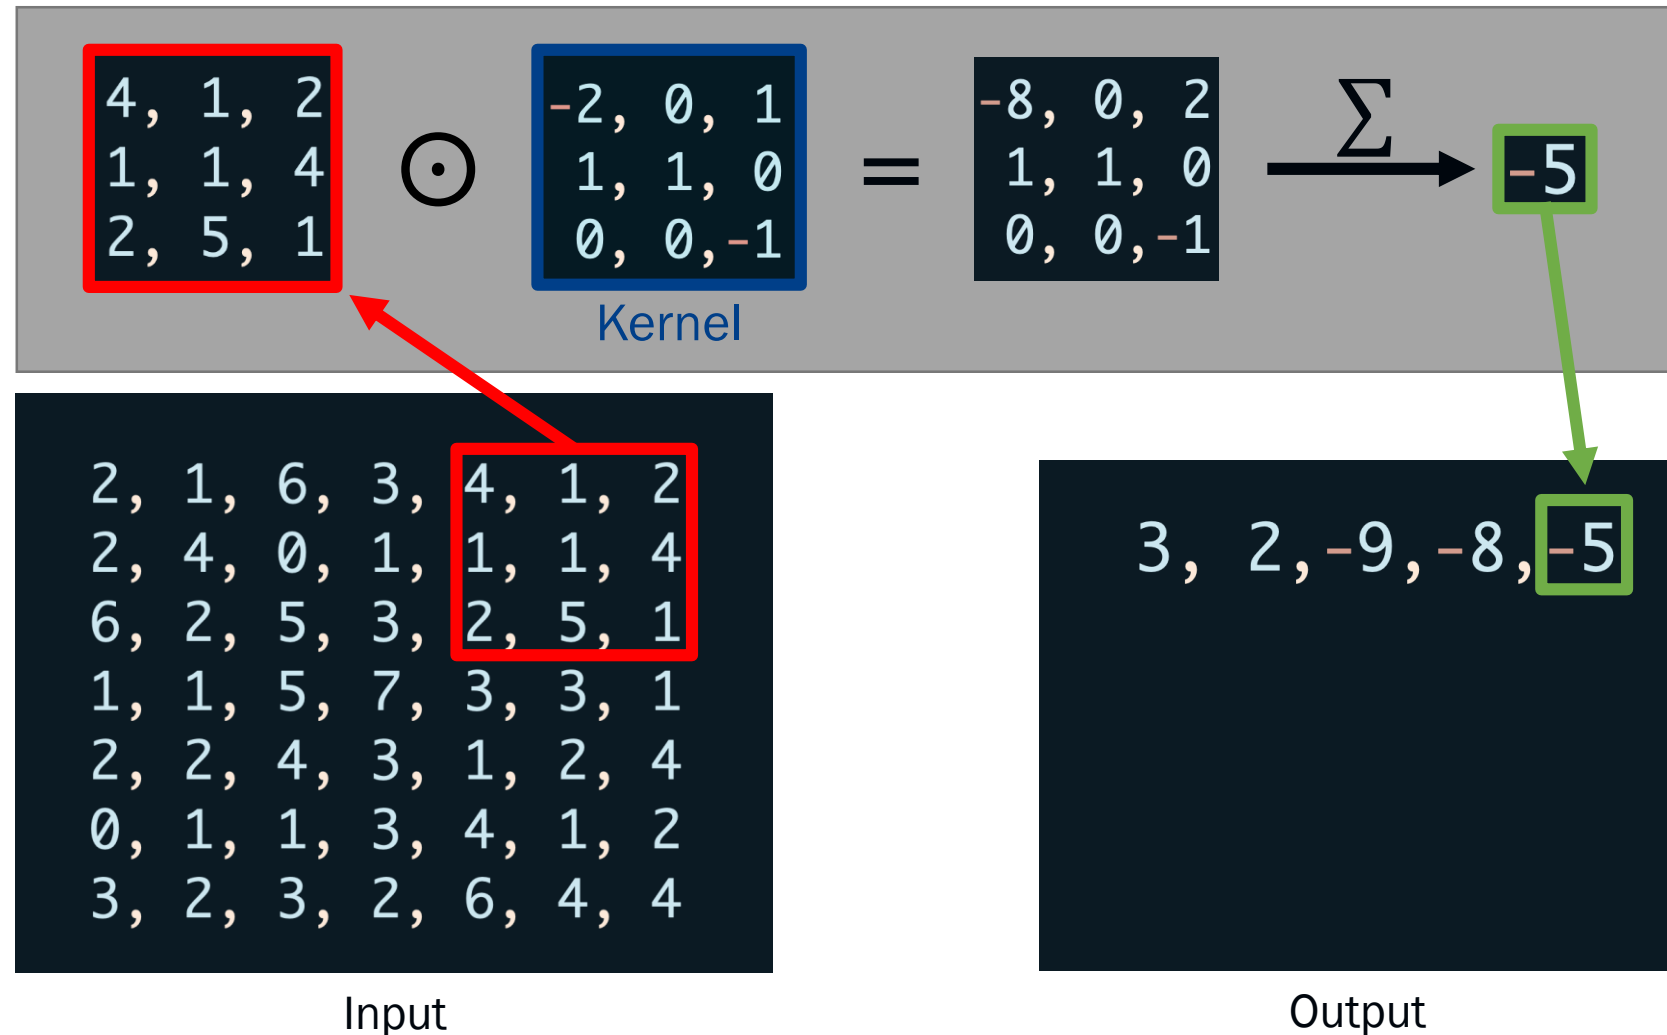 4, 1, 2
1, 1, 4
2, 5, 1
⊙
-2, 0, 1
1, 1, 0
0, 0,-1
Kernel
=
-8, 0, 2
1, 1, 0
0, 0,-1
∑
-5
2, 1, 6, 3, 4, 1, 2
2, 4, 0, 1, 1, 1, 4
6, 2, 5, 3, 2, 5, 1
1, 1, 5, 7, 3, 3, 1
2, 2, 4, 3, 1, 2, 4
0, 1, 1, 3, 4, 1, 2
3, 2, 3, 2, 6, 4, 4
Input
3, 2,-9,-8,-5
Output